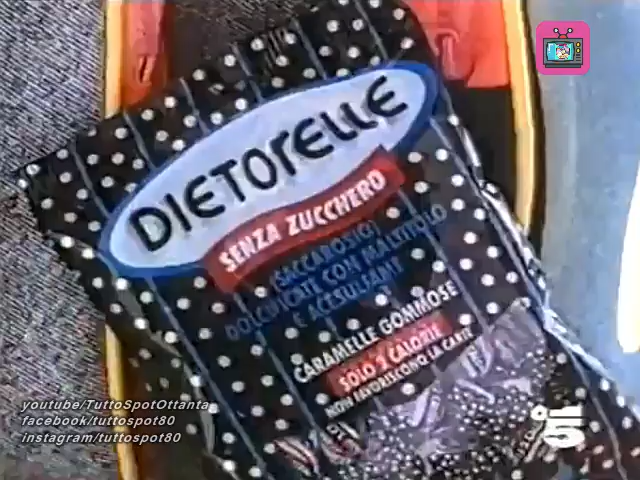 DIETORELLE
SENZA ZUCCHERO
(SACCAROSIO)
DOLCIFICATE CON MALTITOLO
E ACESULFAME
CARAMELLE GOMMOSE
SOLO 2 CALORIE
NON FAVORISCONO LA CARIE
youtube/TuttoSpotOttanta
facebook/tuttospot80
instagram/tuttospot80
5